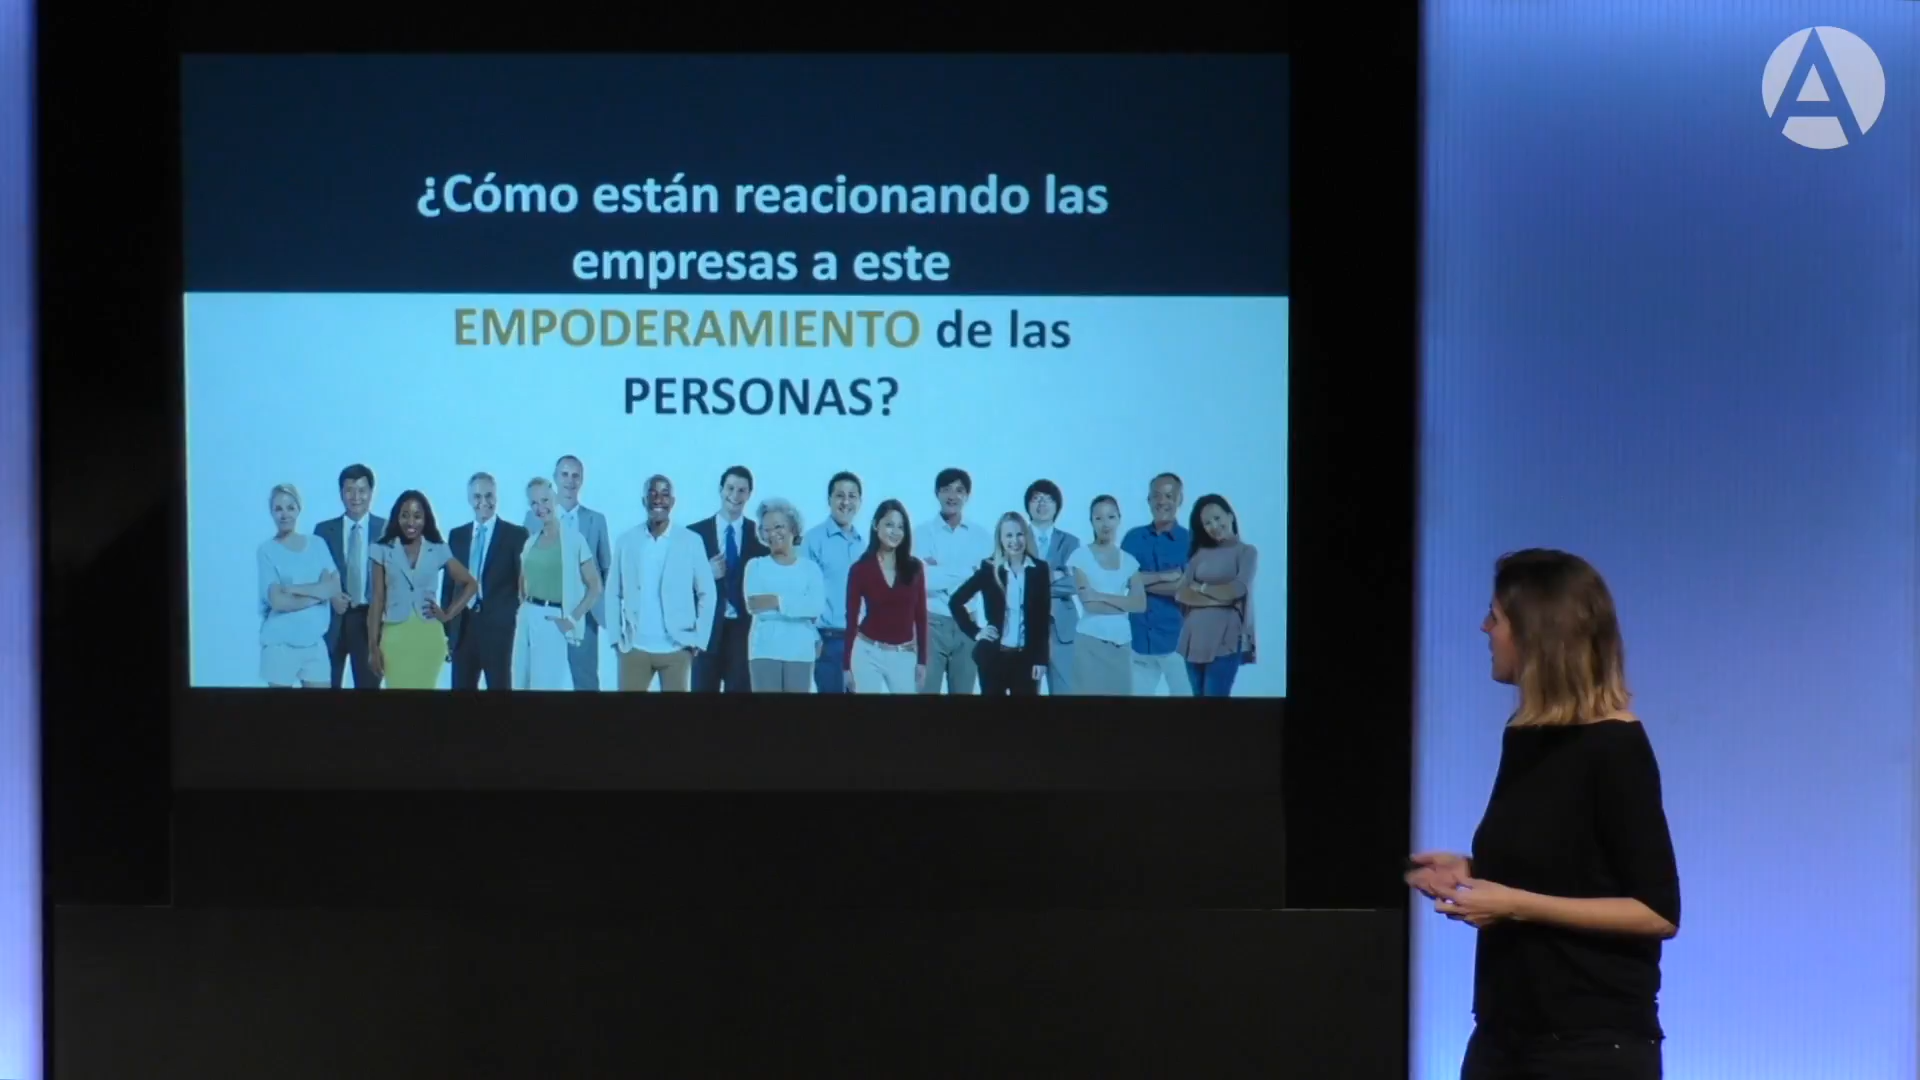 ¿Cómo están reacionando las
empresas a este
EMPODERAMIENTO de las
PERSONAS?